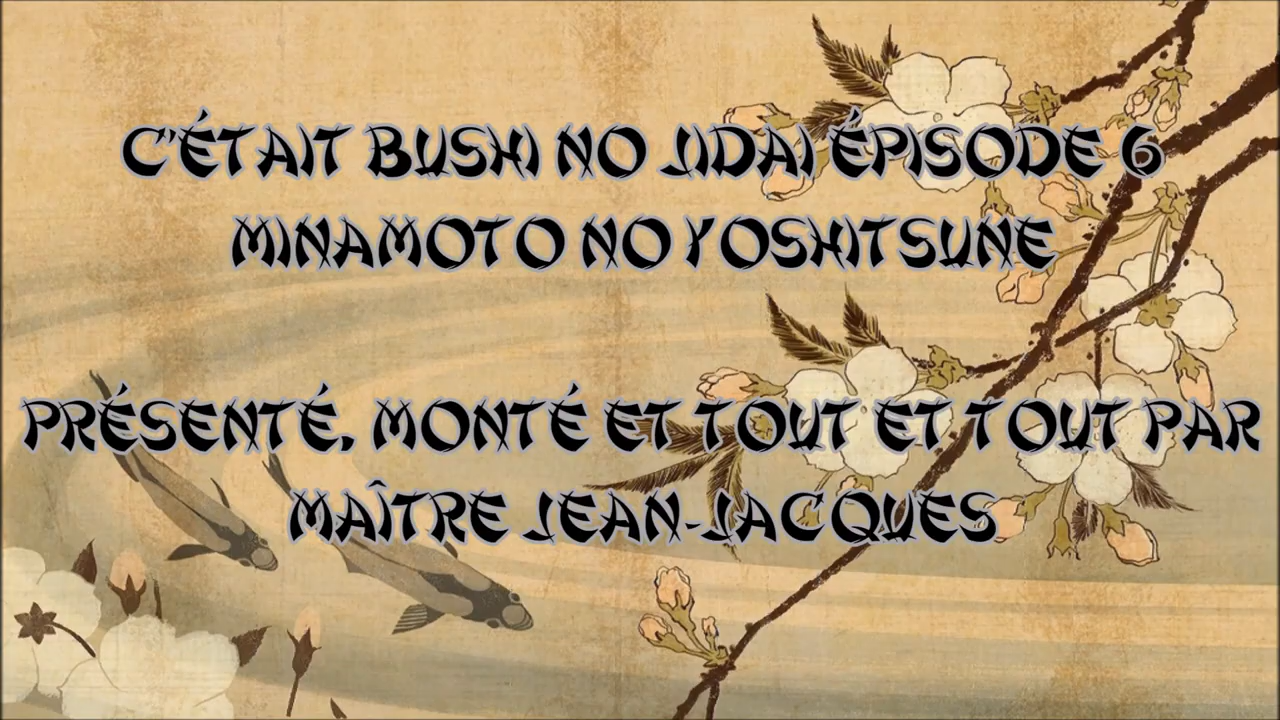 C'ÉTAIT BUSHI NO JIDAI ÉPISODE 6
MINAMOTO NO YOSHITSUNE
PRÉSENTÉ, MONTÉ ET TOUT ET TOUT PAR
MAÎTRE JEAN-JACQUES